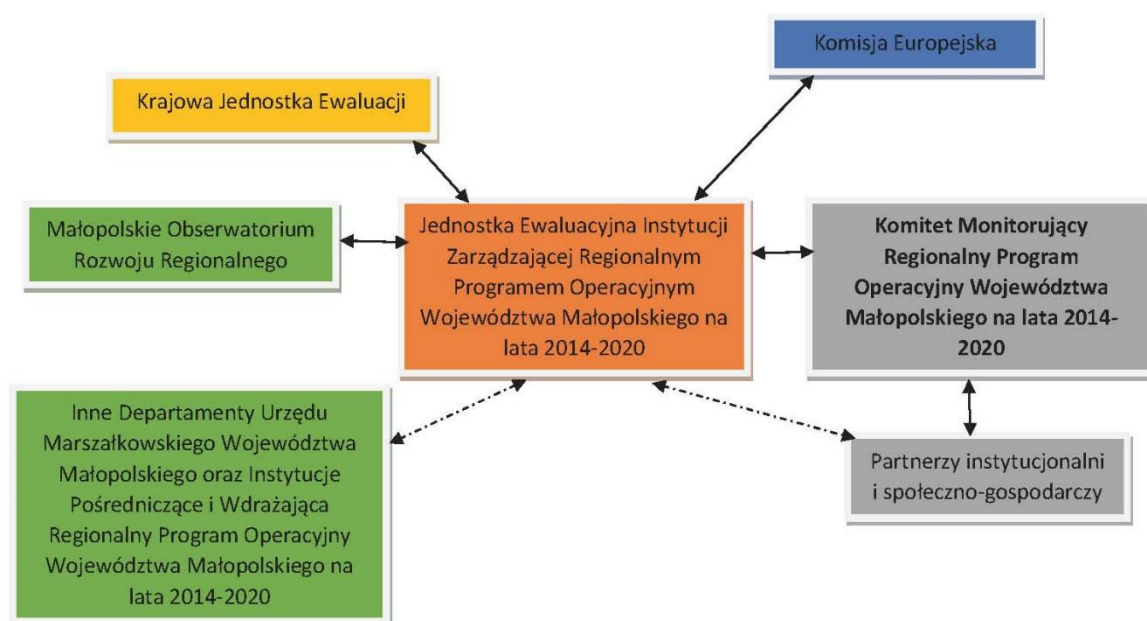 Komisja Europejska
Krajowa Jednostka Ewaluacji
Małopolskie Obserwatorium
Rozwoju Regionalnego
Jednostka Ewaluacyjna Instytucji
Zarządzającej Regionalnym
Programem Operacyjnym
Województwa Małopolskiego na
lata 2014-2020
Komitet Monitorujący
Regionalny Program
Operacyjny Województwa
Małopolskiego na lata 2014-
2020
Inne Departamenty Urzędu
Marszałkowskiego Województwa
Małopolskiego oraz Instytucje
Pośredniczące i Wdrażająca
Regionalny Program Operacyjny
Województwa Małopolskiego na
lata 2014-2020
Partnerzy instytucjonalni
i społeczno-gospodarczy